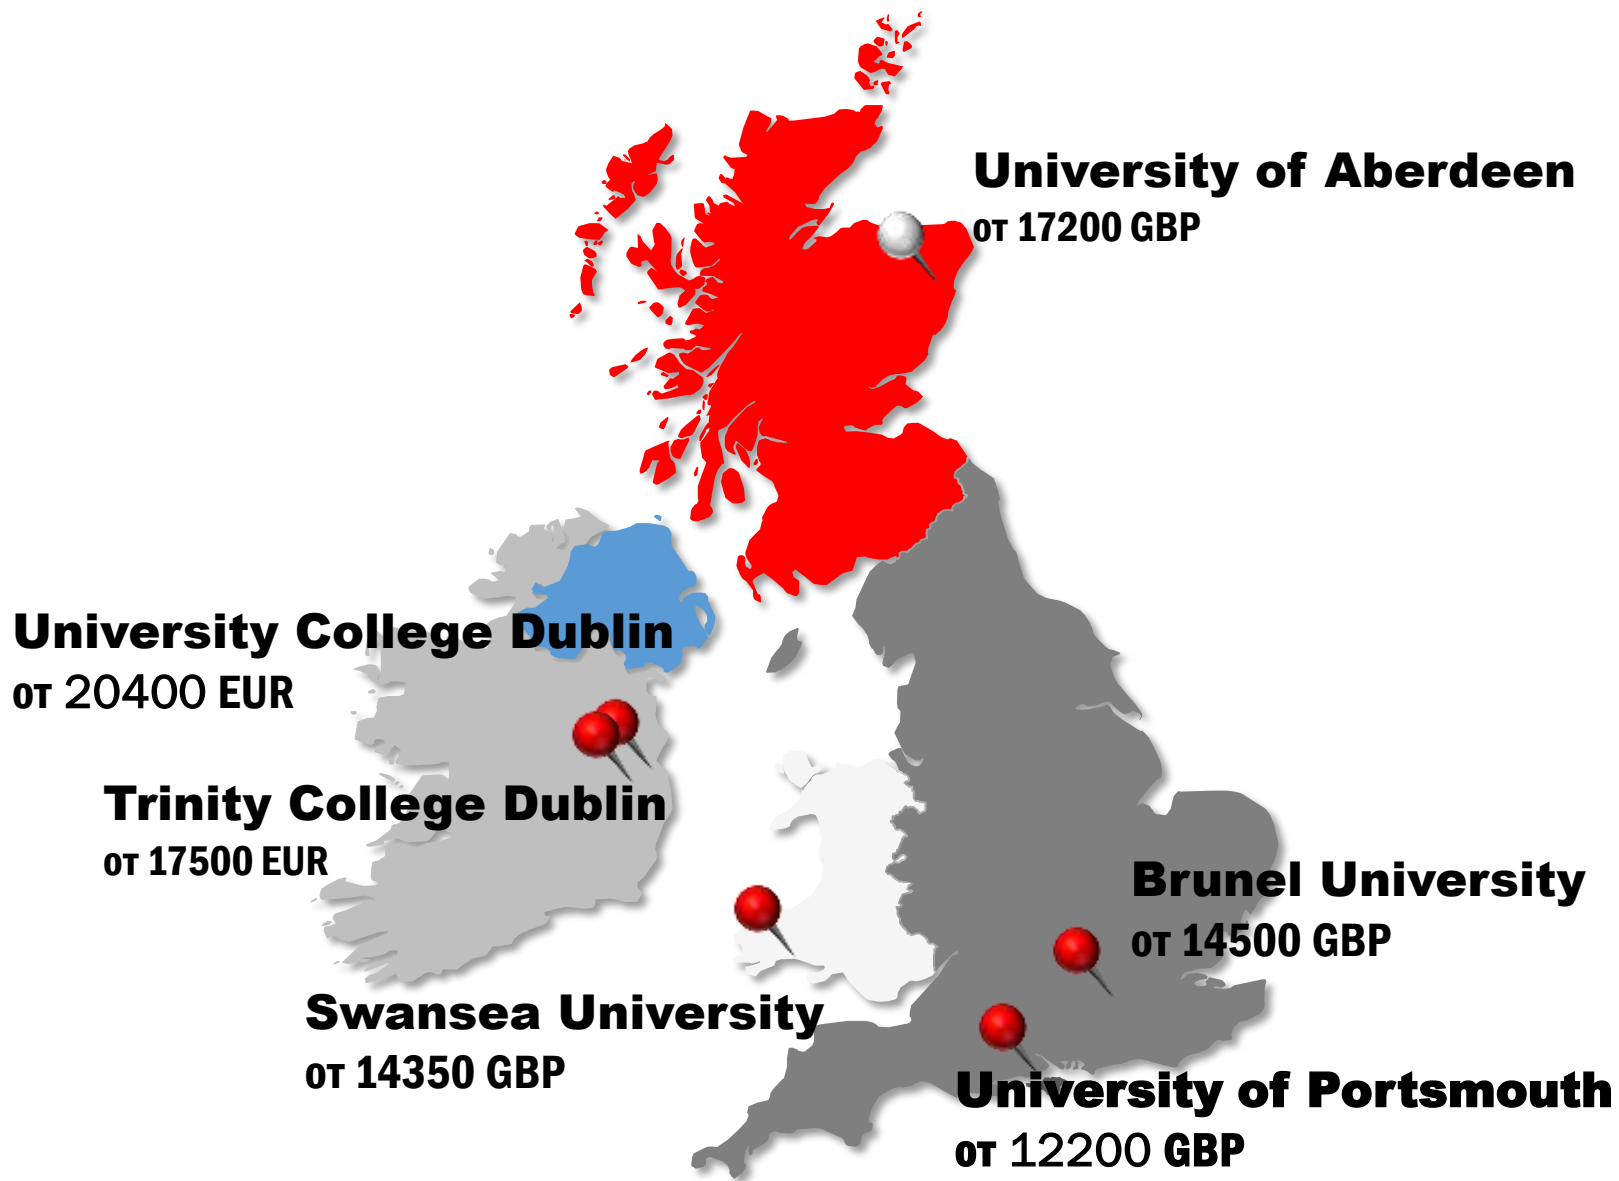 University of Aberdeen
от 17200 GBP
University College Dublin
от 20400 EUR
Trinity College Dublin
от 17500 EUR
Brunel University
от 14500 GBP
Swansea University
от 14350 GBP
University of Portsmouth
от 12200 GBP